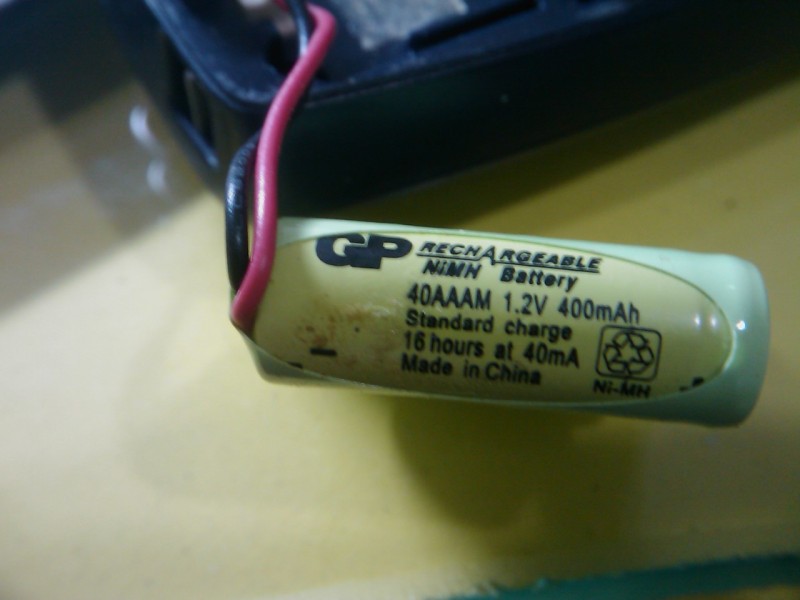 GP RECHARGEABLE
NiMH Battery
40AAAM 1.2V 400mAh
Standard charge
16 hours at 40mA
Made in China
Ni-MH